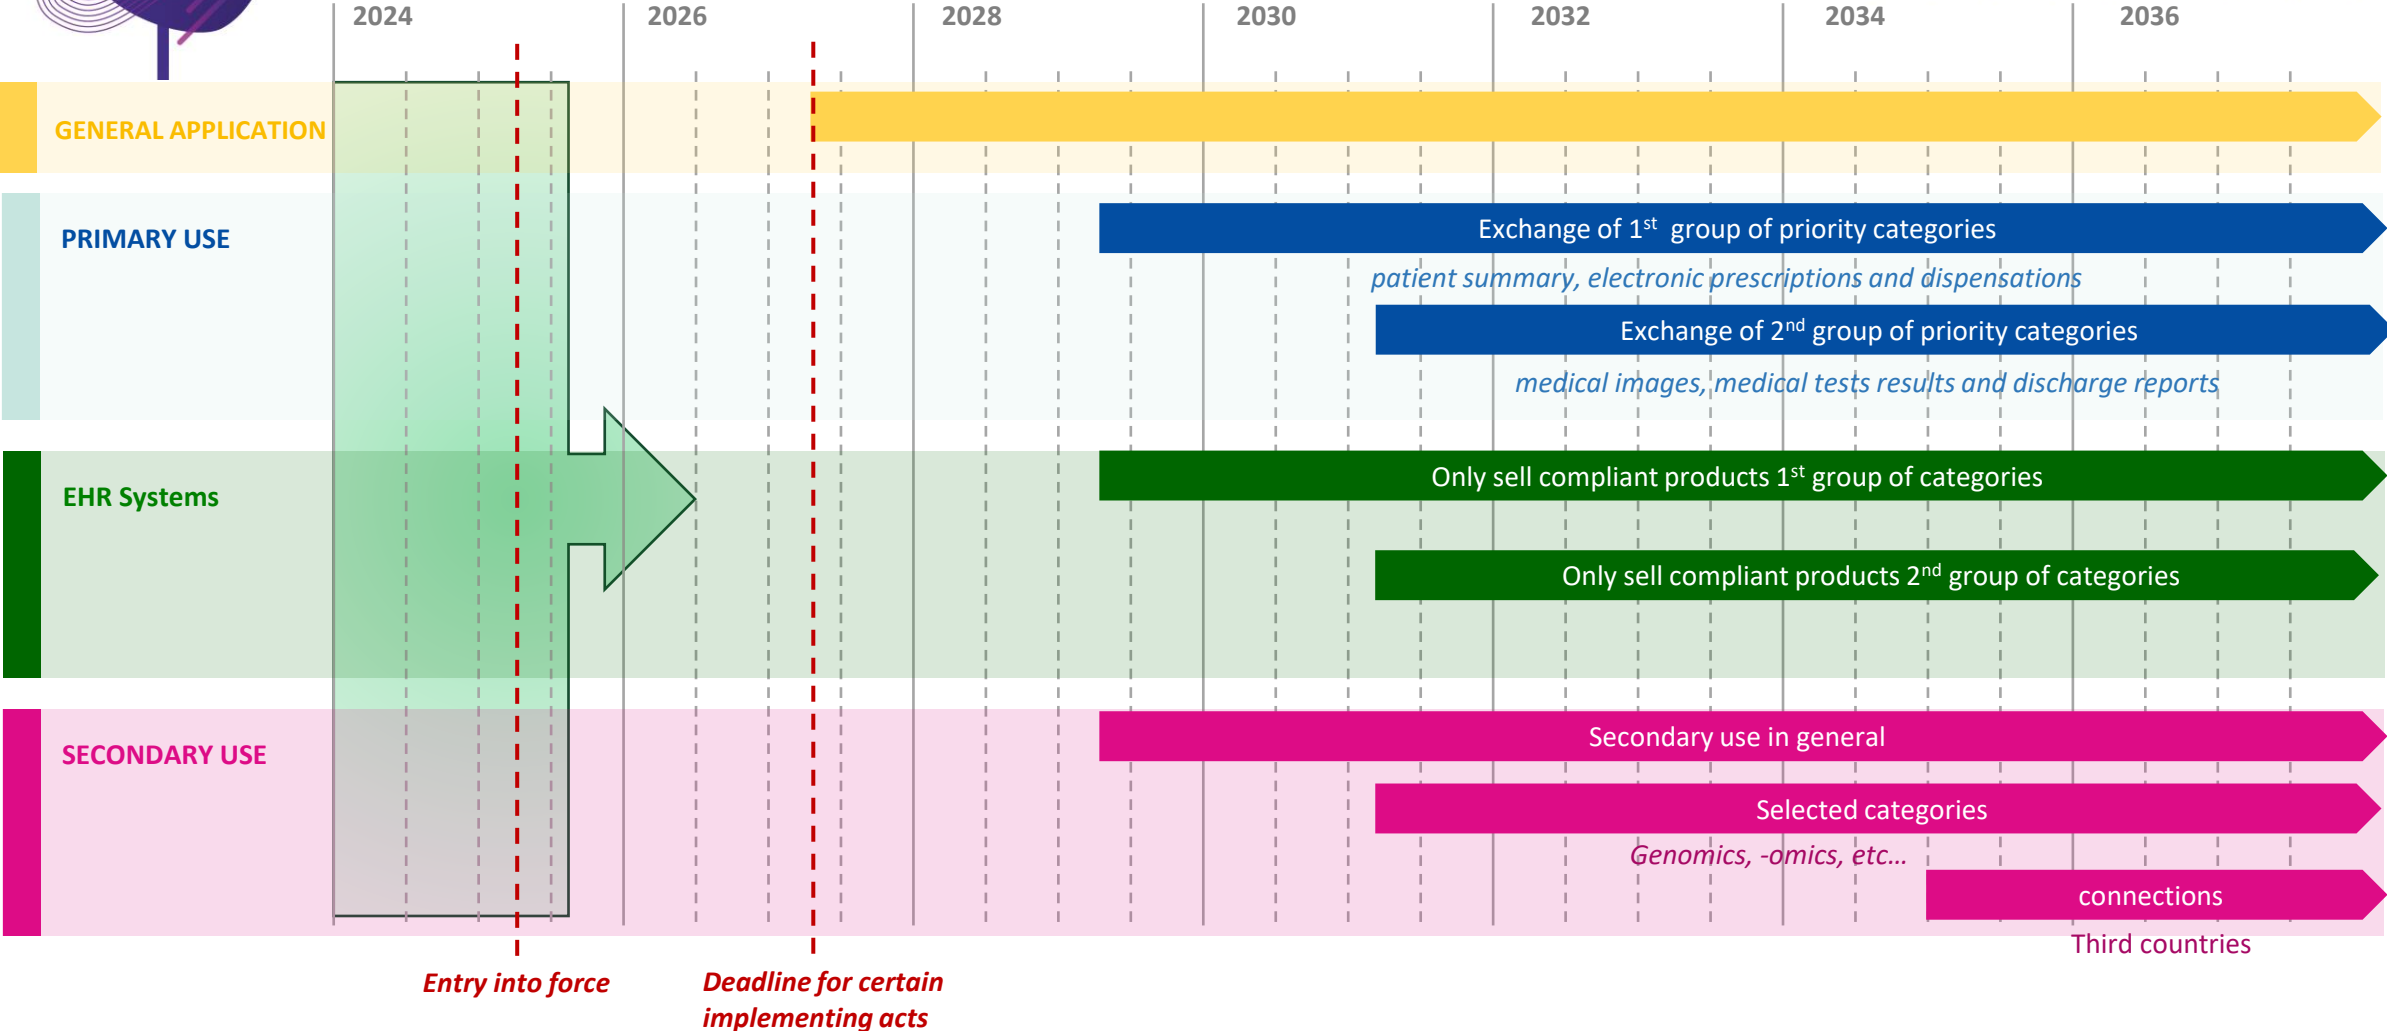 2024 2026 2028 2030 2032 2034 2036
GENERAL APPLICATION
PRIMARY USE
Exchange of 1st group of priority categories
patient summary, electronic prescriptions and dispensations
Exchange of 2nd group of priority categories
medical images, medical tests results and discharge reports
EHR Systems
Only sell compliant products 1st group of categories
Only sell compliant products 2nd group of categories
SECONDARY USE
Secondary use in general
Selected categories
Genomics, -omics, etc...
connections
Third countries
Entry into force
Deadline for certain
implementing acts